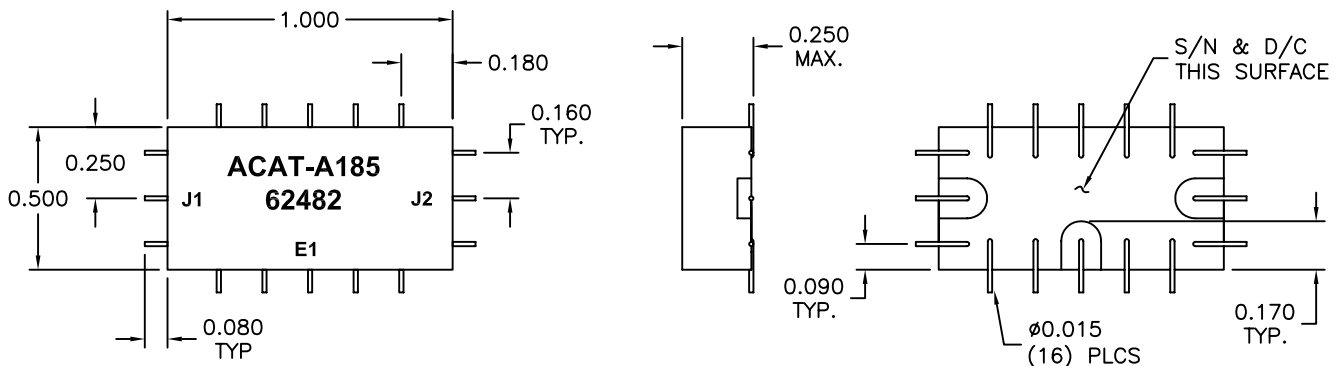 1.000
0.180
0.160
TYP.
0.250
0.500
ACAT-A185
62482
J1
J2
E1
0.080
TYP
0.250
MAX.
S/N & D/C
THIS SURFACE
0.090
TYP.
ø0.015
(16) PLCS
0.170
TYP.